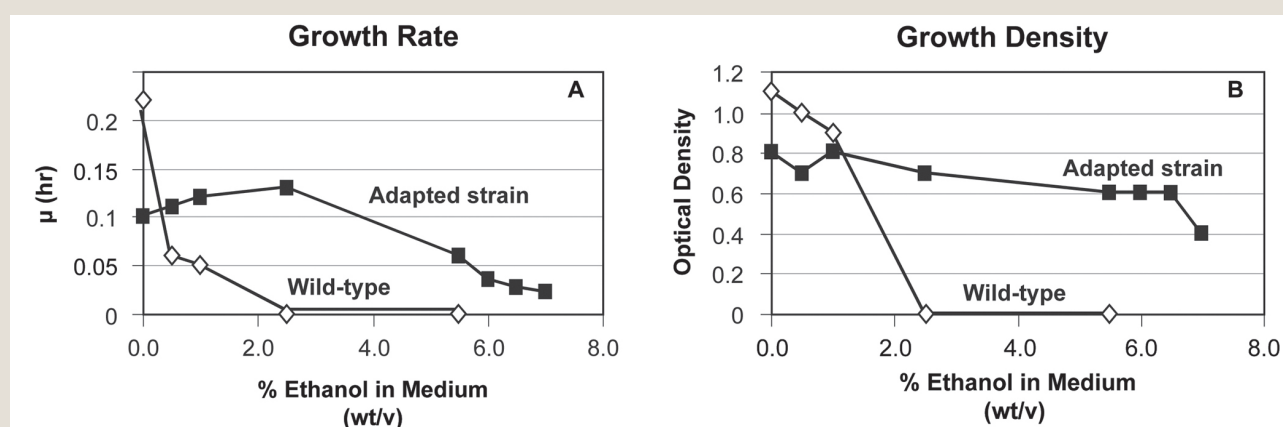 Growth Rate
A
0.2
0.15
0.1
0.05
0
μ (hr)
Adapted strain
Wild-type
0.0 2.0 4.0 6.0 8.0
% Ethanol in Medium
(wt/v)
Growth Density
B
1.2
1.0
0.8
0.6
0.4
0.2
0
Optical Density
Adapted strain
Wild-type
0.0 2.0 4.0 6.0 8.0
% Ethanol in Medium
(wt/v)